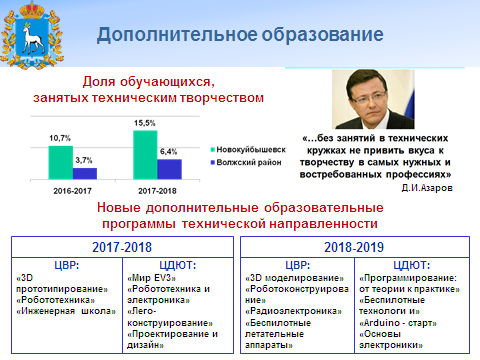 Дополнительное образование
Доля обучающихся,
занятых техническим творчеством
10,7%
3,7%
15,5%
6,4%
2016-2017
2017-2018
Новокуйбышевск
Волжский район
«…без занятий в технических
кружках не привить вкуса к
творчеству в самых нужных и
востребованных профессиях»
Д.И.Азаров
Новые дополнительные образовательные
программы технической направленности
2017-2018
2018-2019
ЦВР:
«3D
прототипирование»
«Робототехника»
«Инженерная школа»
ЦДЮТ:
«Мир EV3»
«Робототехника и
электроника»
«Лего-
конструирование»
«Проектирование и
дизайн»
ЦВР:
«3D моделирование»
«Робоконструирова
ние»
«Радиоэлектроника»
«Беспилотные
летательные
аппараты»
ЦДЮТ:
«Программирование:
от теории к практике»
«Беспилотные
технологи и»
«Arduino - старт»
«Основы
электроники»